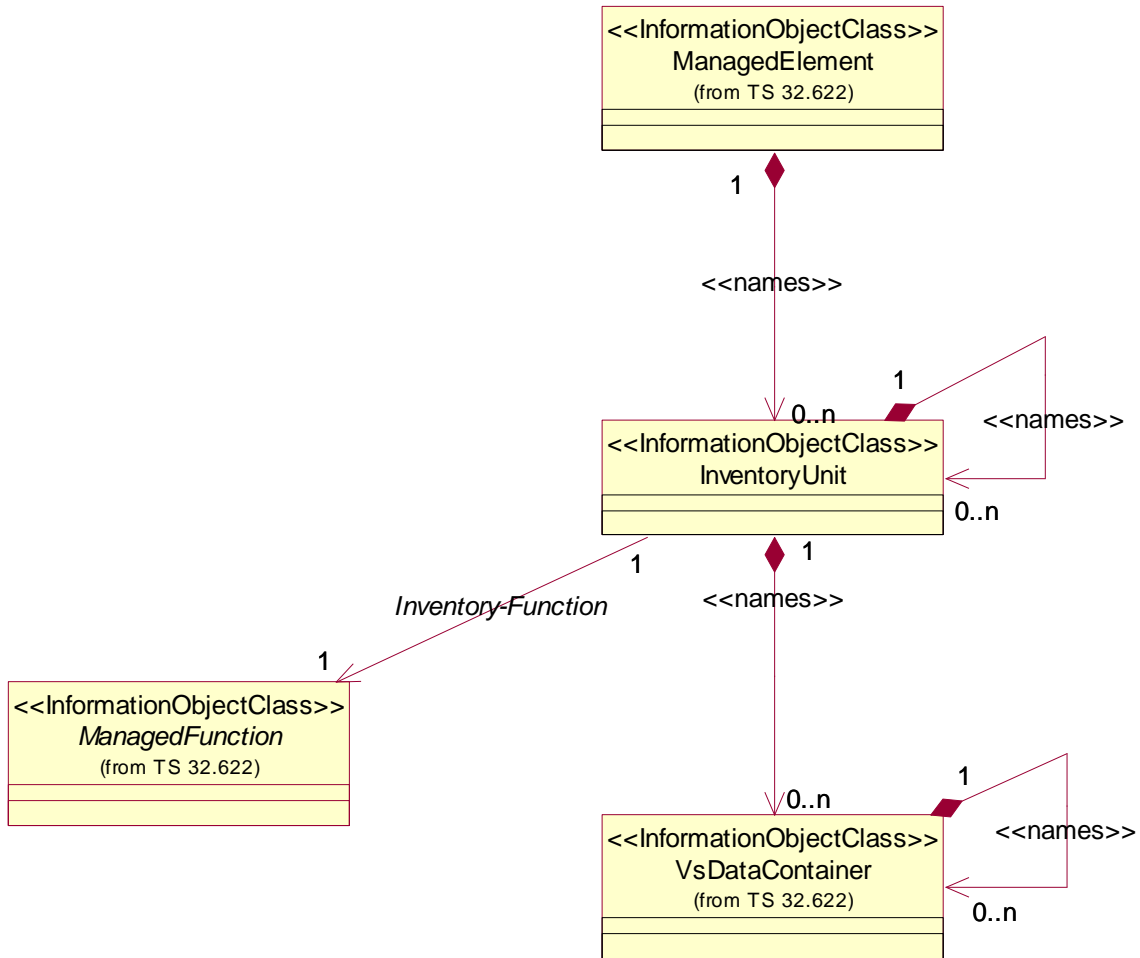 <<InformationObjectClass>>
ManagedElement
(from TS 32.622)
1
<<names>>
1
0..n
<<names>>
<<InformationObjectClass>>
InventoryUnit
0..n
1
1
<<names>>
Inventory-Function
1
<<InformationObjectClass>>
ManagedFunction
(from TS 32.622)
1
0..n
<<names>>
<<InformationObjectClass>>
VsDataContainer
(from TS 32.622)
0..n